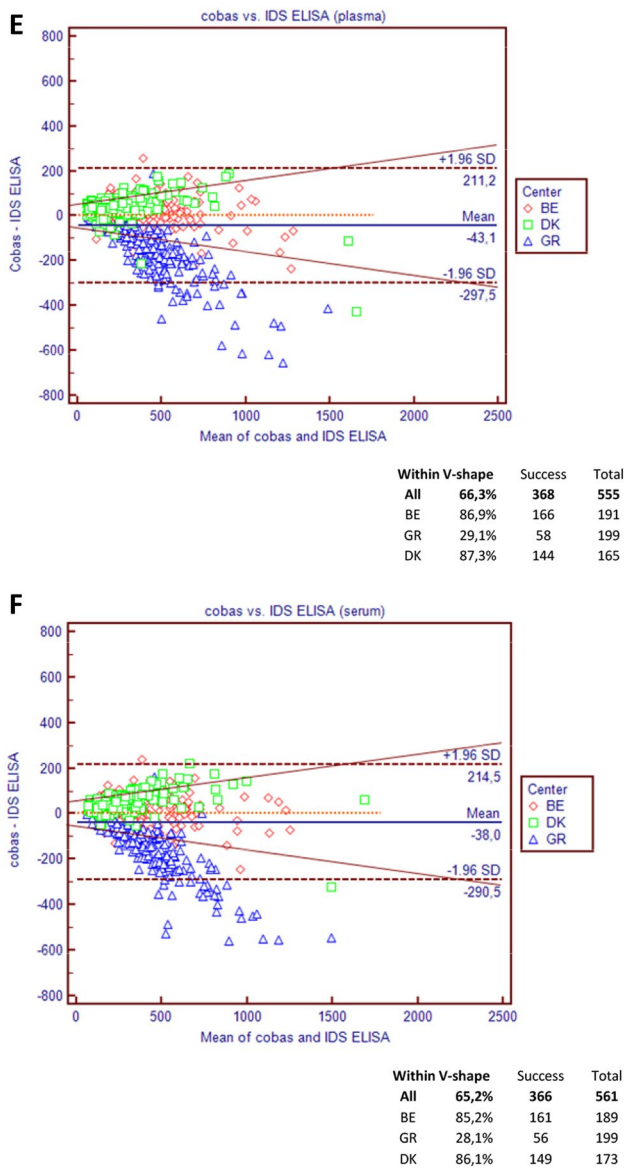 E
cobas vs. IDS ELISA (plasma)
800
600
400
200
0
-200
-400
-600
-800
Cobas - IDS ELISA
+1.96 SD
211,2
Mean
-43,1
-1.96 SD
-297,5
Center
BE
DK
GR
0 500 1000 1500 2000 2500
Mean of cobas and IDS ELISA
Within V-shape Success Total
All 66,3% 368 555
BE 86,9% 166 191
GR 29,1% 58 199
DK 87,3% 144 165
F
cobas vs. IDS ELISA (serum)
800
600
400
200
0
-200
-400
-600
-800
cobas - IDS ELISA
+1.96 SD
214,5
Mean
-38,0
-1.96 SD
-290,5
Center
BE
DK
GR
0 500 1000 1500 2000 2500
Mean of cobas and IDS ELISA
Within V-shape Success Total
All 65,2% 366 561
BE 85,2% 161 189
GR 28,1% 56 199
DK 86,1% 149 173